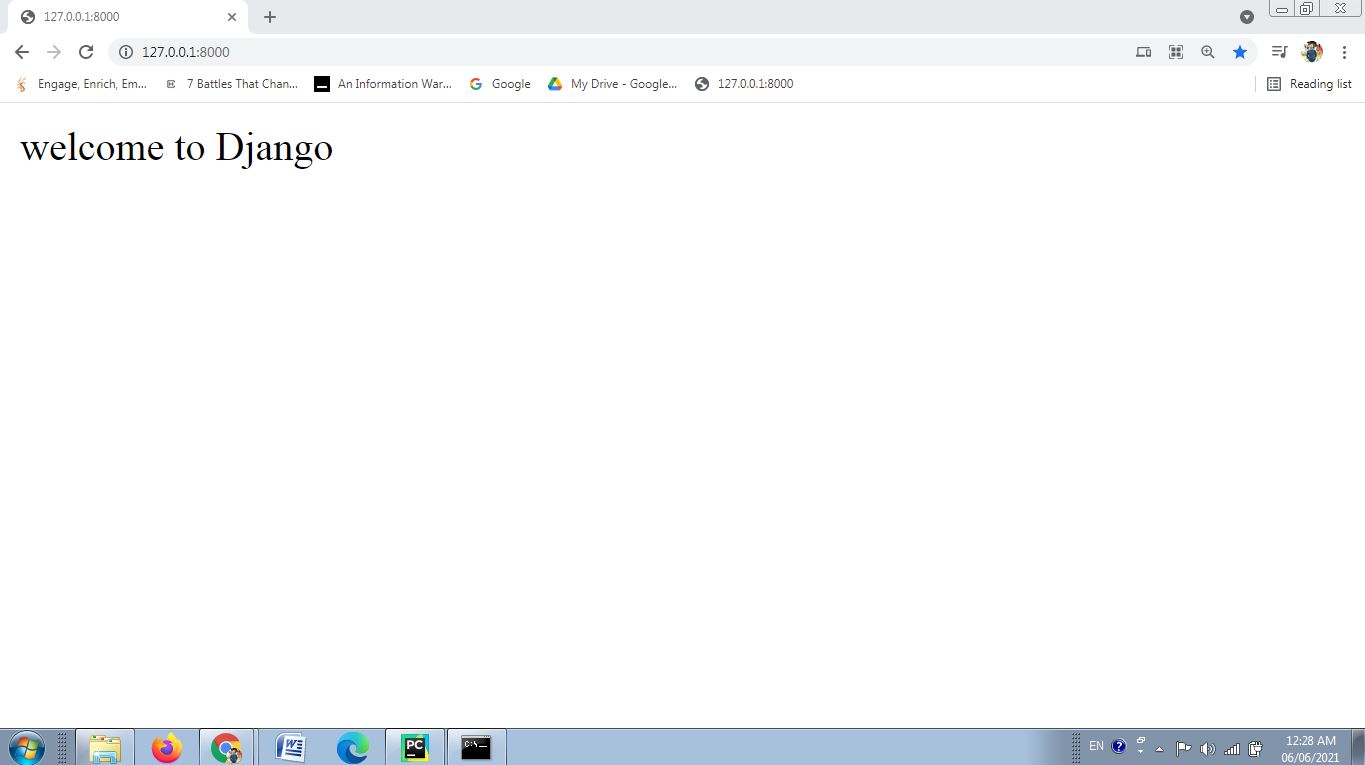 127.0.0.1:8000
127.0.0.1:8000
Engage, Enrich, Em... 7 Battles That Chan... An Information War... Google My Drive - Google... 127.0.0.1:8000 Reading list
welcome to Django
PC C:\ EN 12:28 AM
06/06/2021